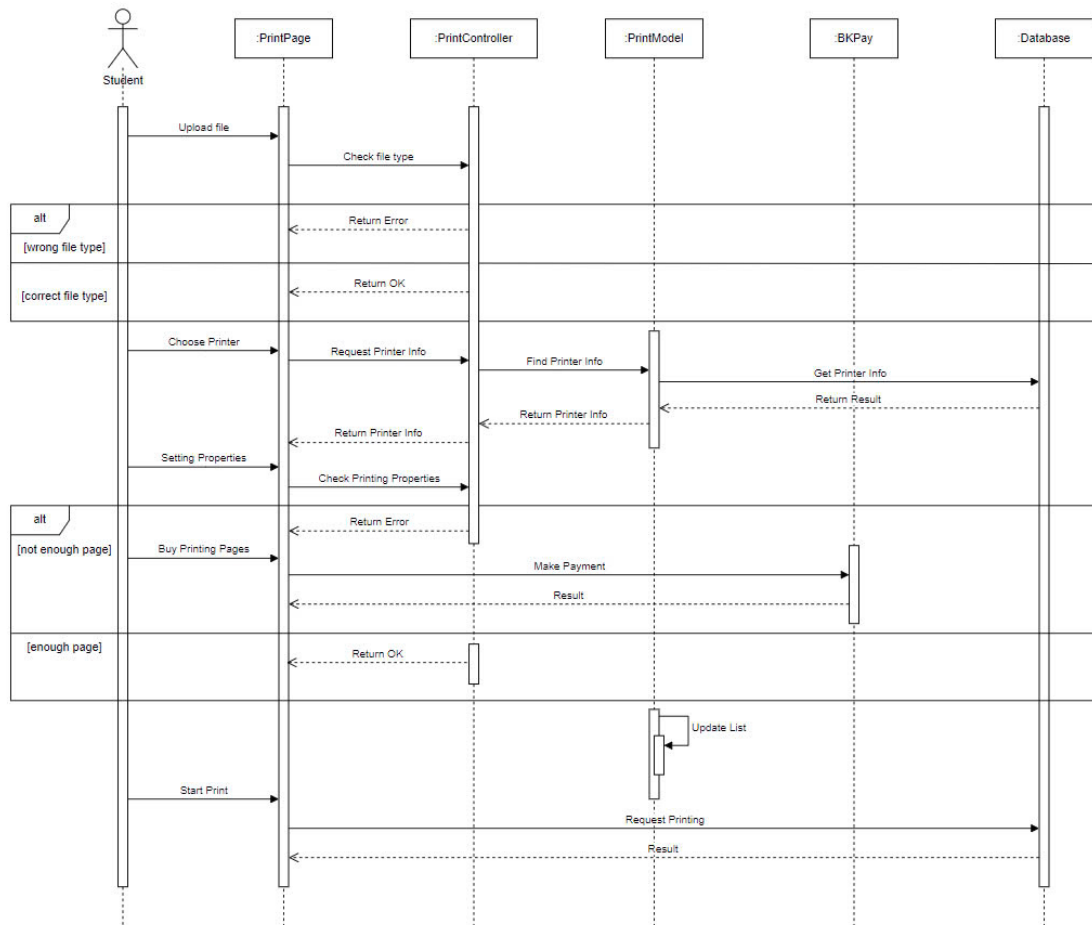 :PrintPage
:PrintController
:PrintModel
:BKPay
:Database
Student
Upload file
Check file type
alt
Return Error
[wrong file type]
Return OK
[correct file type]
Choose Printer
Request Printer Info
Find Printer Info
Get Printer Info
Return Result
Return Printer Info
Return Printer Info
Setting Properties
Check Printing Properties
alt
Return Error
[not enough page]
Buy Printing Pages
Make Payment
Result
[enough page]
Return OK
Update List
Start Print
Request Printing
Result